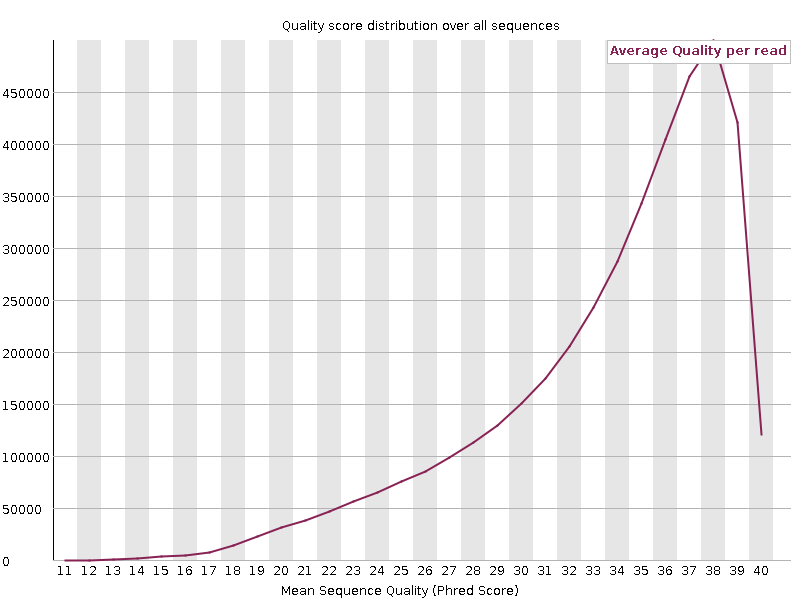 Quality score distribution over all sequences
Average Quality per read
450000
400000
350000
300000
250000
200000
150000
100000
50000
0
11 12 13 14 15 16 17 18 19 20 21 22 23 24 25 26 27 28 29 30 31 32 33 34 35 36 37 38 39 40
Mean Sequence Quality (Phred Score)